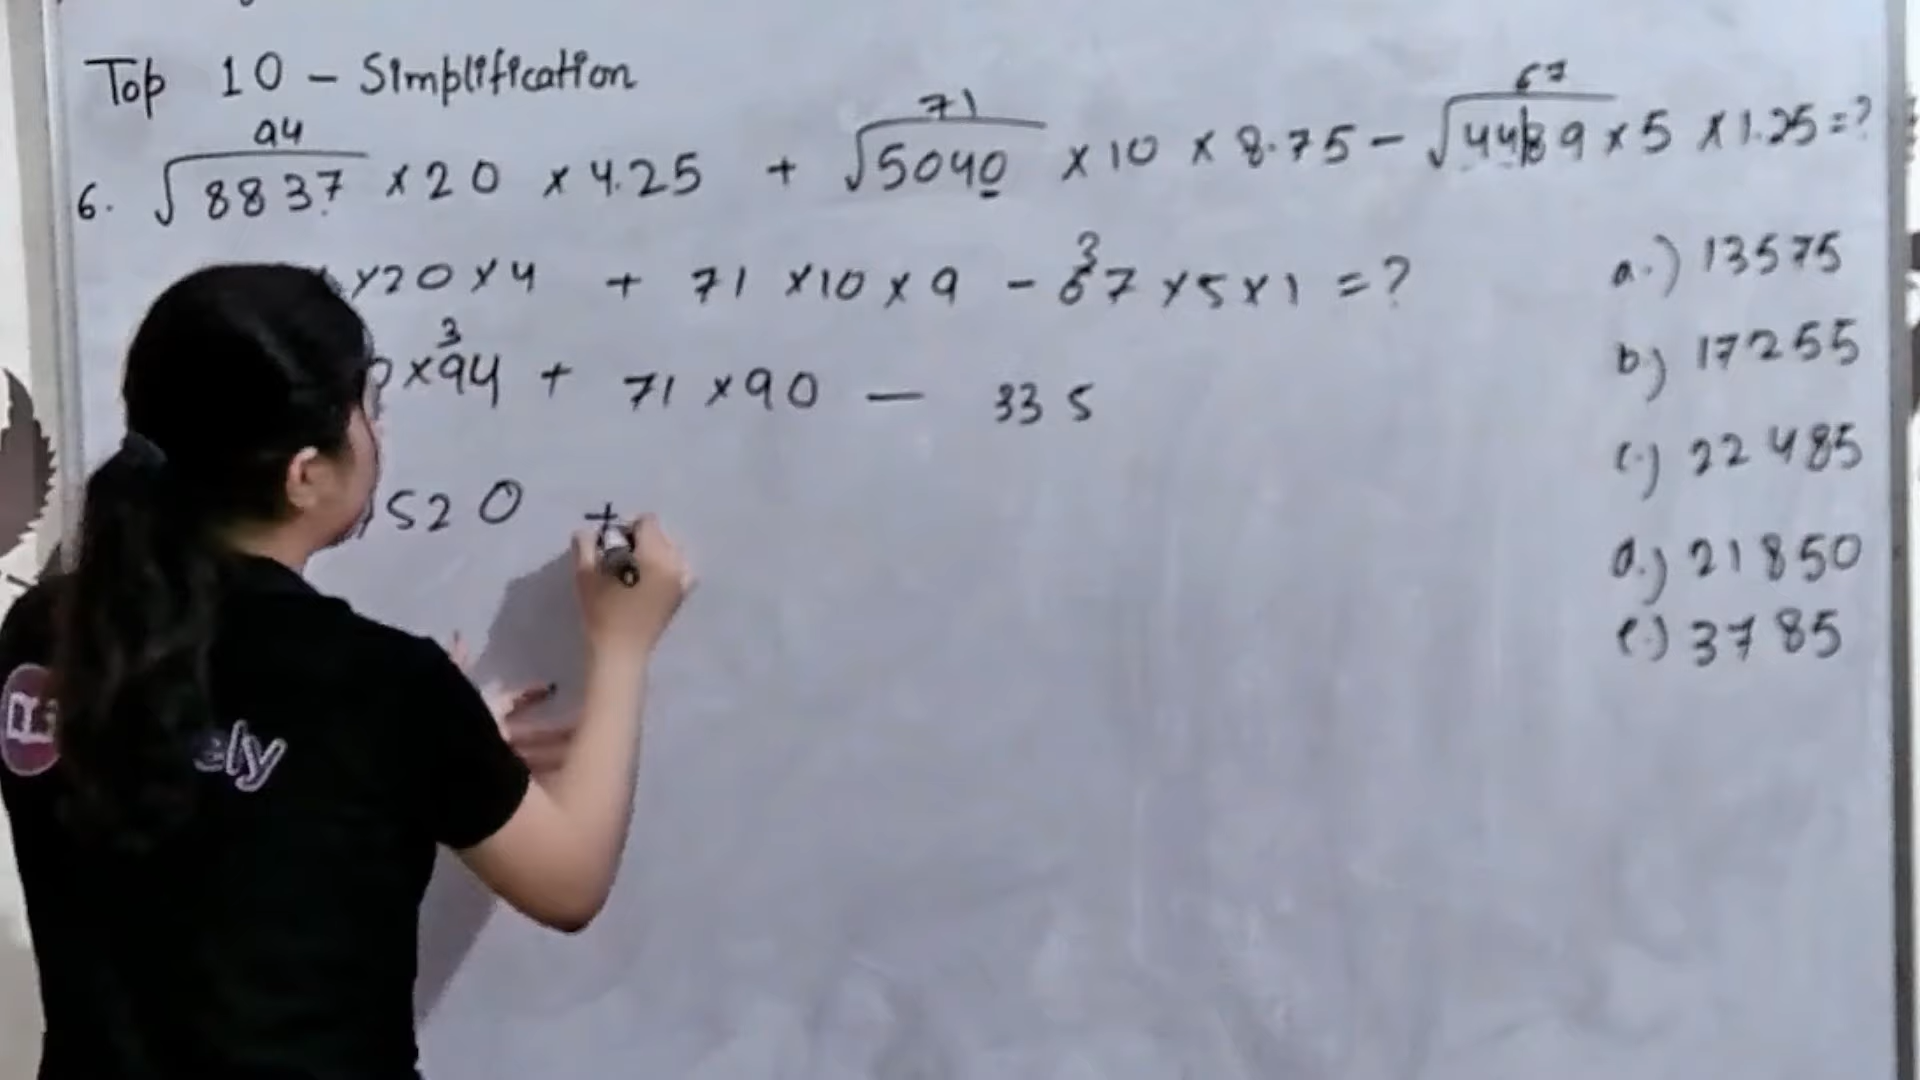 Top 10 - Simplification
94 71 67
6. √8837 × 20 × 4.25 + √5040 × 10 × 8.75 - √4489 × 5 × 1.25 = ?
×20 × 4 + 71 × 10 × 9 - 67 × 5 × 1 = ?
3
3
× 94 + 71 × 90 - 335
520 +
a.) 13575
b.) 17255
c.) 22485
d.) 21850
e.) 3785
ely